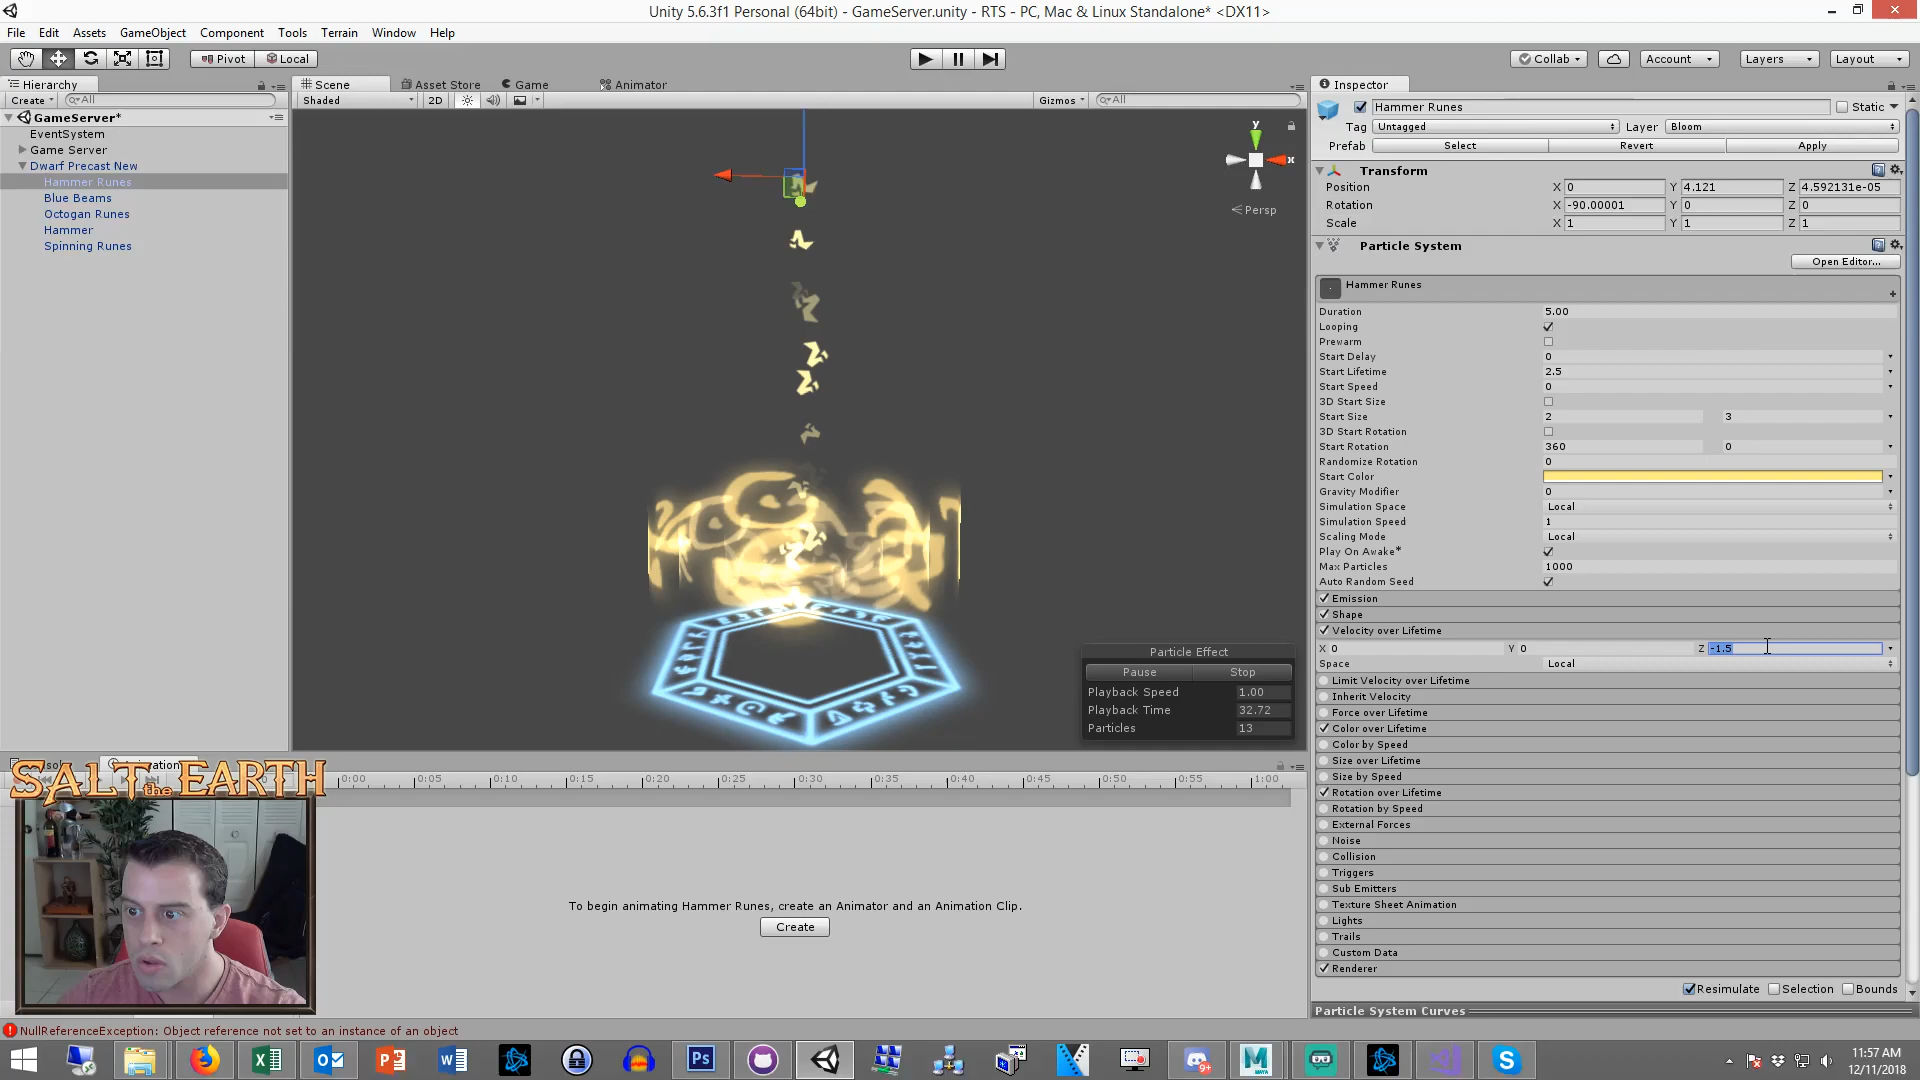 Unity 5.6.3f1 Personal (64bit) - GameServer.unity - RTS - PC, Mac & Linux Standalone* <DX11>
File Edit Assets GameObject Component Tools Terrain Window Help
Pivot Local Collab Account Layers Layout
Hierarchy Scene Asset Store Game Animator Inspector
Create All Shaded 2D Gizmos All
GameServer*
EventSystem
Game Server
Dwarf Precast New
Hammer Runes
Blue Beams
Octogan Runes
Hammer
Spinning Runes
y
x
Persp
Particle Effect
Pause Stop
Playback Speed 1.00
Playback Time 32.72
Particles 13
Hammer Runes Static
Tag Untagged Layer Bloom
Prefab Select Revert Apply
Transform
Position X 0 Y 4.121 Z 4.592131e-05
Rotation X -90.00001 Y 0 Z 0
Scale X 1 Y 1 Z 1
Particle System
Open Editor...
Hammer Runes
Duration 5.00
Looping
Prewarm
Start Delay 0
Start Lifetime 2.5
Start Speed 0
3D Start Size
Start Size 2 3
3D Start Rotation
Start Rotation 360 0
Randomize Rotation 0
Start Color
Gravity Modifier 0
Simulation Space Local
Simulation Speed 1
Scaling Mode Local
Play On Awake*
Max Particles 1000
Auto Random Seed
Emission
Shape
Velocity over Lifetime
X 0 Y 0 Z -1.5
Space Local
Limit Velocity over Lifetime
Inherit Velocity
Force over Lifetime
Color over Lifetime
Color by Speed
Size over Lifetime
Size by Speed
Rotation over Lifetime
Rotation by Speed
External Forces
Noise
Collision
Triggers
Sub Emitters
Texture Sheet Animation
Lights
Trails
Custom Data
Renderer
Resimulate Selection Bounds
Particle System Curves
SALT the EARTH
0:00 0:05 0:10 0:15 0:20 0:25 0:30 0:35 0:40 0:45 0:50 0:55 1:00
To begin animating Hammer Runes, create an Animator and an Animation Clip.
Create
NullReferenceException: Object reference not set to an instance of an object
11:57 AM
12/11/2018